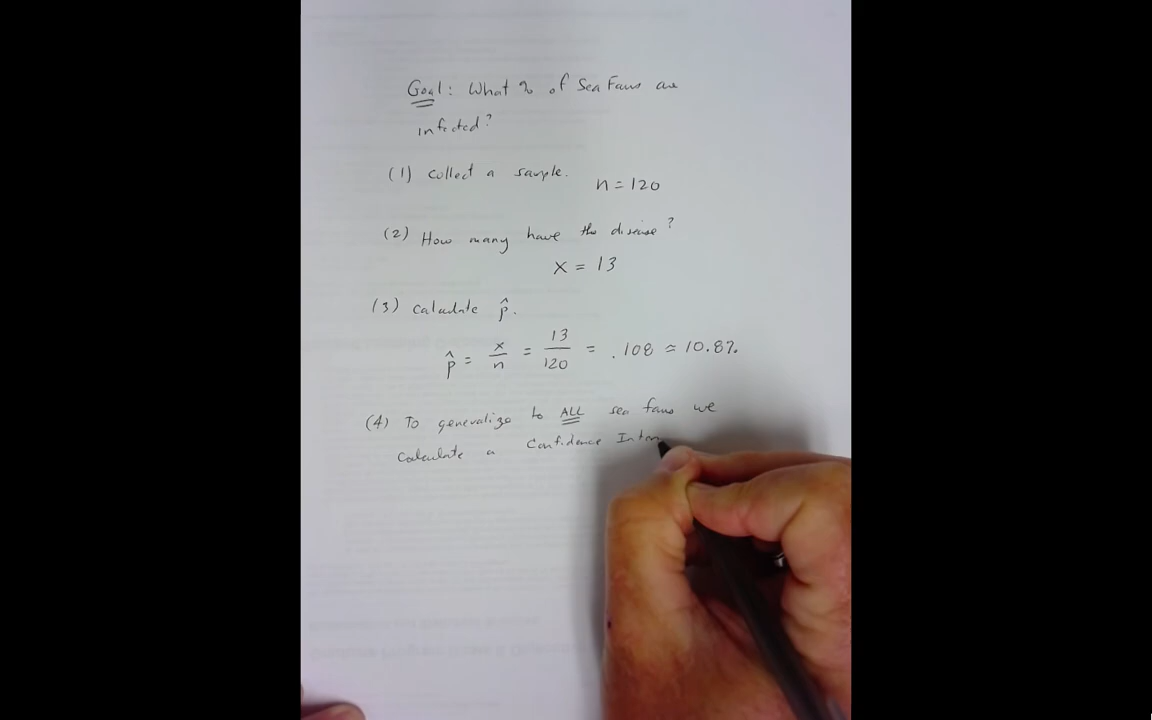 Goal: What % of Sea Fans are
infected?
(1) Collect a sample. n = 120
(2) How many have the disease?
x = 13
(3) Calculate p̂.
p̂ = x/n = 13/120 = .108 ≈ 10.8%
(4) To generalize to ALL sea fans we
Calculate a Confidence